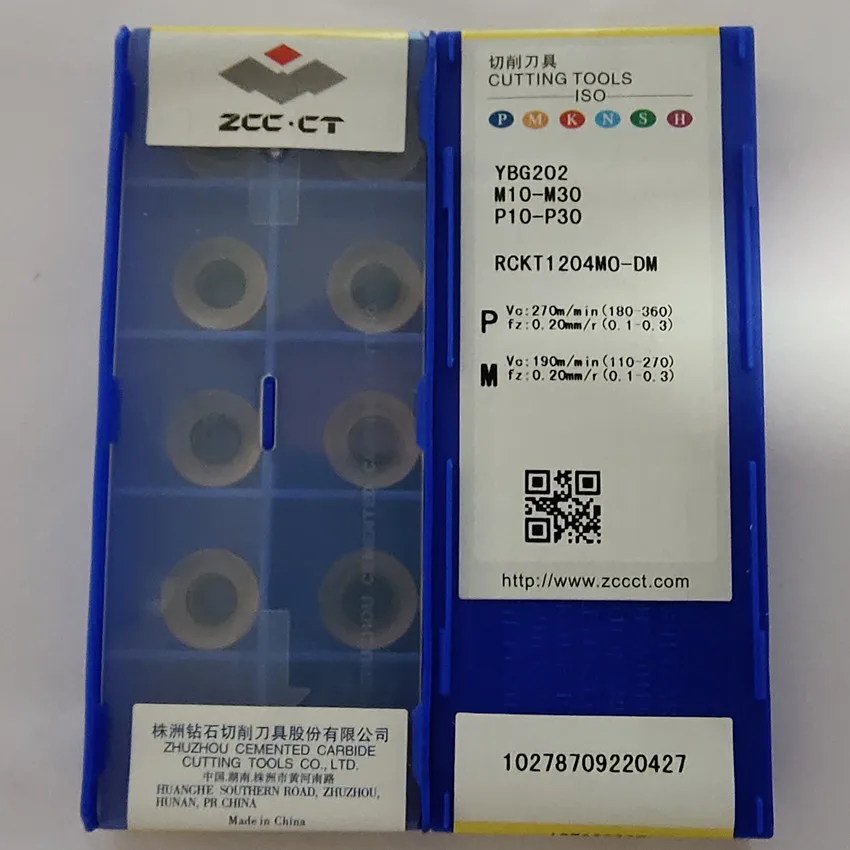 ZCC·CT
株洲钻石切削刀具股份有限公司
ZHUZHOU CEMENTED CARBIDE
CUTTING TOOLS CO., LTD.
中国.湖南.株洲市黄河南路
HUANGHE SOUTHERN ROAD, ZHUZHOU,
HUNAN, PR.CHINA
Made in China
切削刀具
CUTTING TOOLS
ISO
P M K N S H
YBG202
M10-M30
P10-P30
RCKT1204MO-DM
P
Vc:270m/min(180-360)
fz:0.20mm/r(0.1-0.3)
M
Vc:190m/min(110-270)
fz:0.20mm/r(0.1-0.3)
http://www.zccct.com
10278709220427